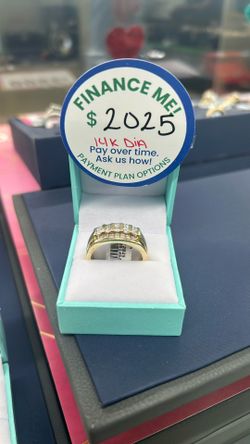 FINANCE ME!
$2025
14K DIA
Pay over time.
Ask us how!
PAYMENT PLAN OPTIONS